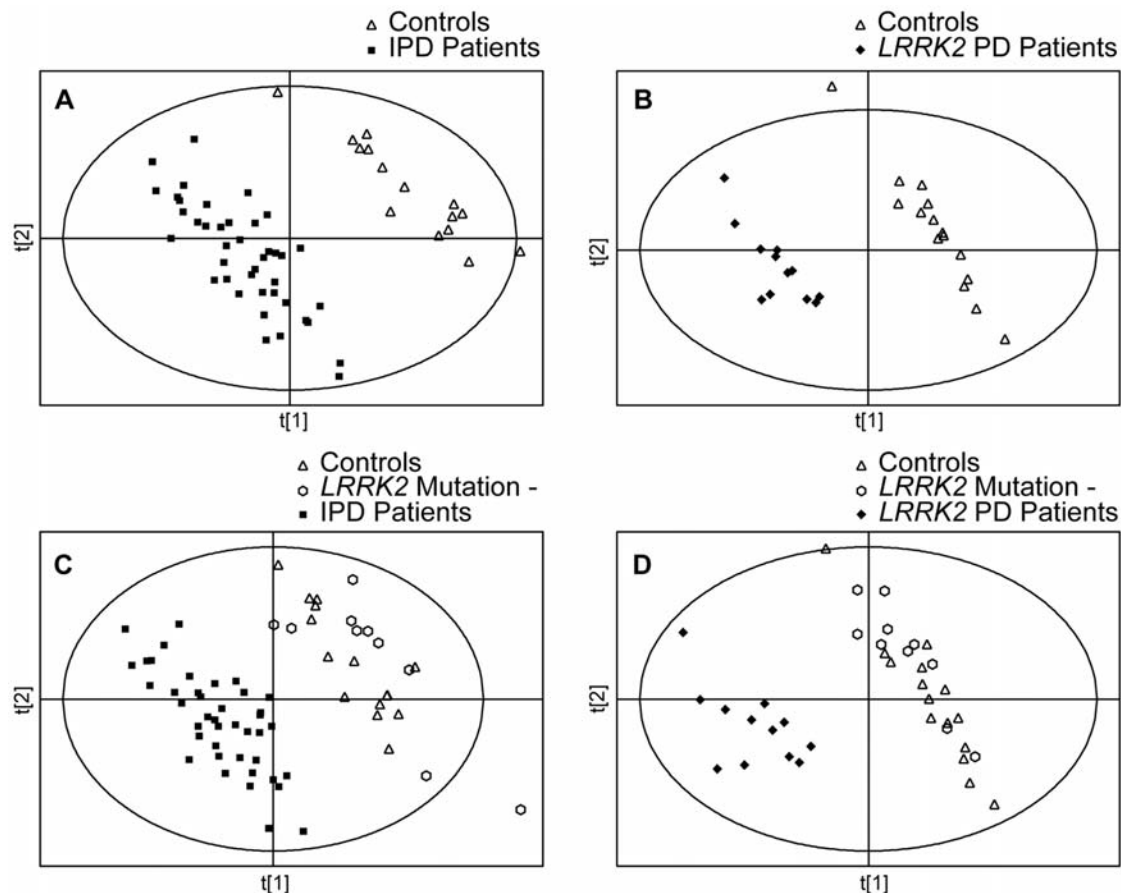 Controls
IPD Patients
A
t[2]
t[1]
Controls
LRRK2 PD Patients
B
t[2]
t[1]
Controls
LRRK2 Mutation -
IPD Patients
C
t[2]
t[1]
Controls
LRRK2 Mutation -
LRRK2 PD Patients
D
t[2]
t[1]